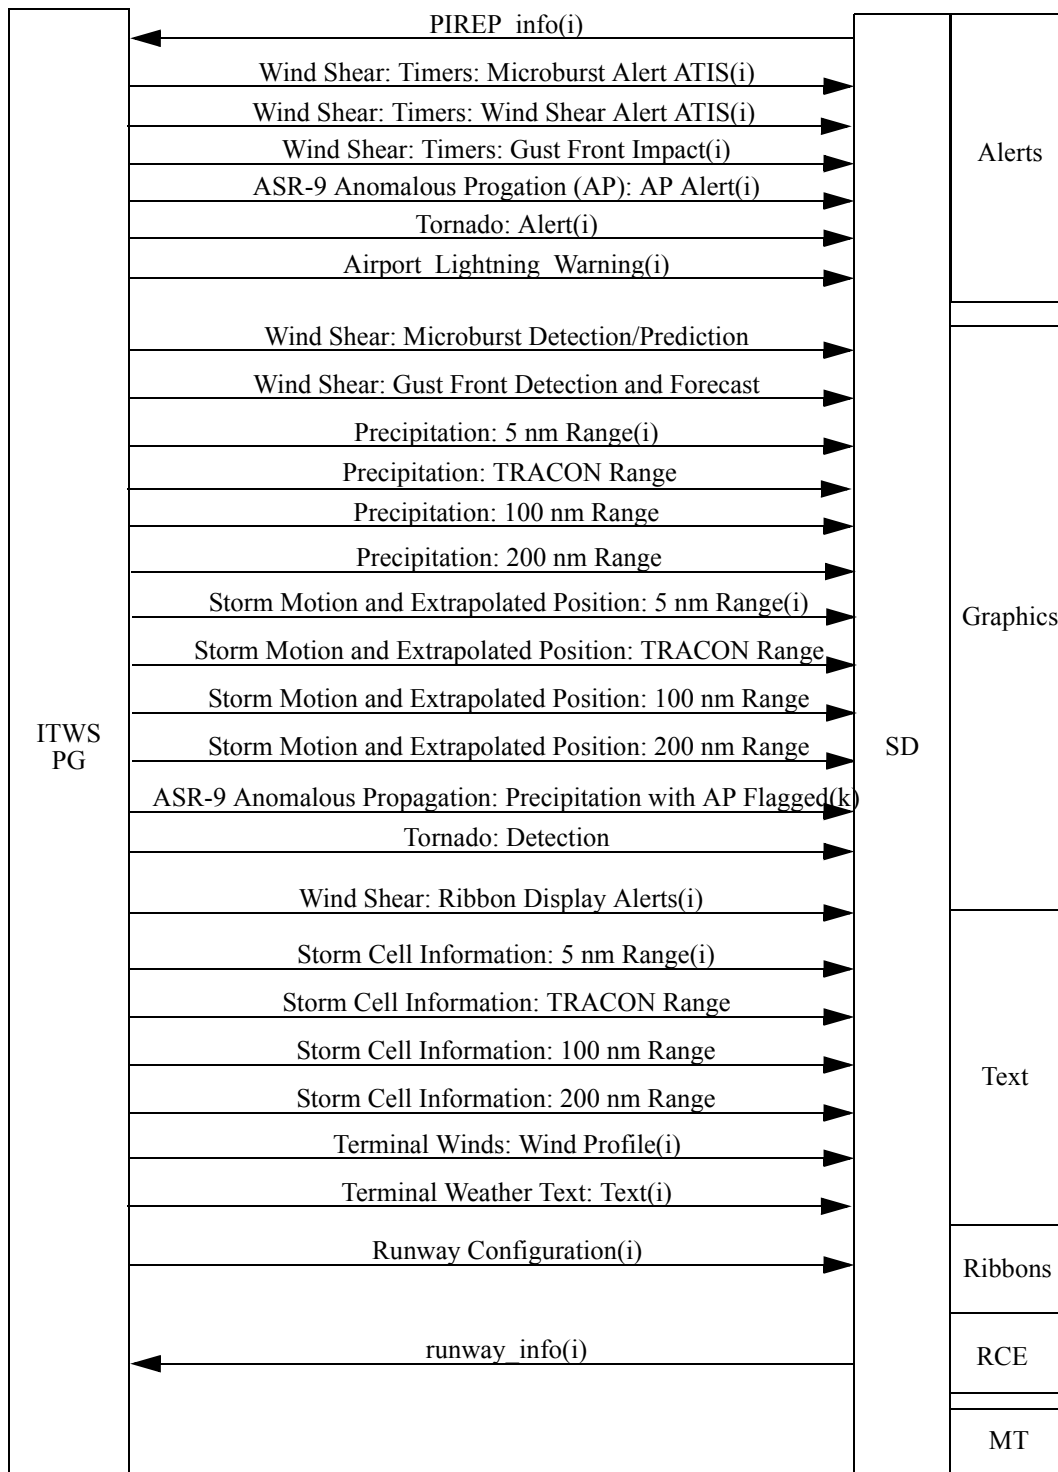 PIREP_info(i)
Wind Shear: Timers: Microburst Alert ATIS(i)
Wind Shear: Timers: Wind Shear Alert ATIS(i)
Wind Shear: Timers: Gust Front Impact(i)
Alerts
ASR-9 Anomalous Progation (AP): AP Alert(i)
Tornado: Alert(i)
Airport_Lightning_Warning(i)
Wind Shear: Microburst Detection/Prediction
Wind Shear: Gust Front Detection and Forecast
Precipitation: 5 nm Range(i)
Precipitation: TRACON Range
Precipitation: 100 nm Range
Precipitation: 200 nm Range
Storm Motion and Extrapolated Position: 5 nm Range(i)
Graphics
Storm Motion and Extrapolated Position: TRACON Range
Storm Motion and Extrapolated Position: 100 nm Range
ITWS
PG
Storm Motion and Extrapolated Position: 200 nm Range
SD
ASR-9 Anomalous Propagation: Precipitation with AP Flagged(k)
Tornado: Detection
Wind Shear: Ribbon Display Alerts(i)
Storm Cell Information: 5 nm Range(i)
Storm Cell Information: TRACON Range
Storm Cell Information: 100 nm Range
Text
Storm Cell Information: 200 nm Range
Terminal Winds: Wind Profile(i)
Terminal Weather Text: Text(i)
Runway Configuration(i)
Ribbons
runway_info(i)
RCE
MT